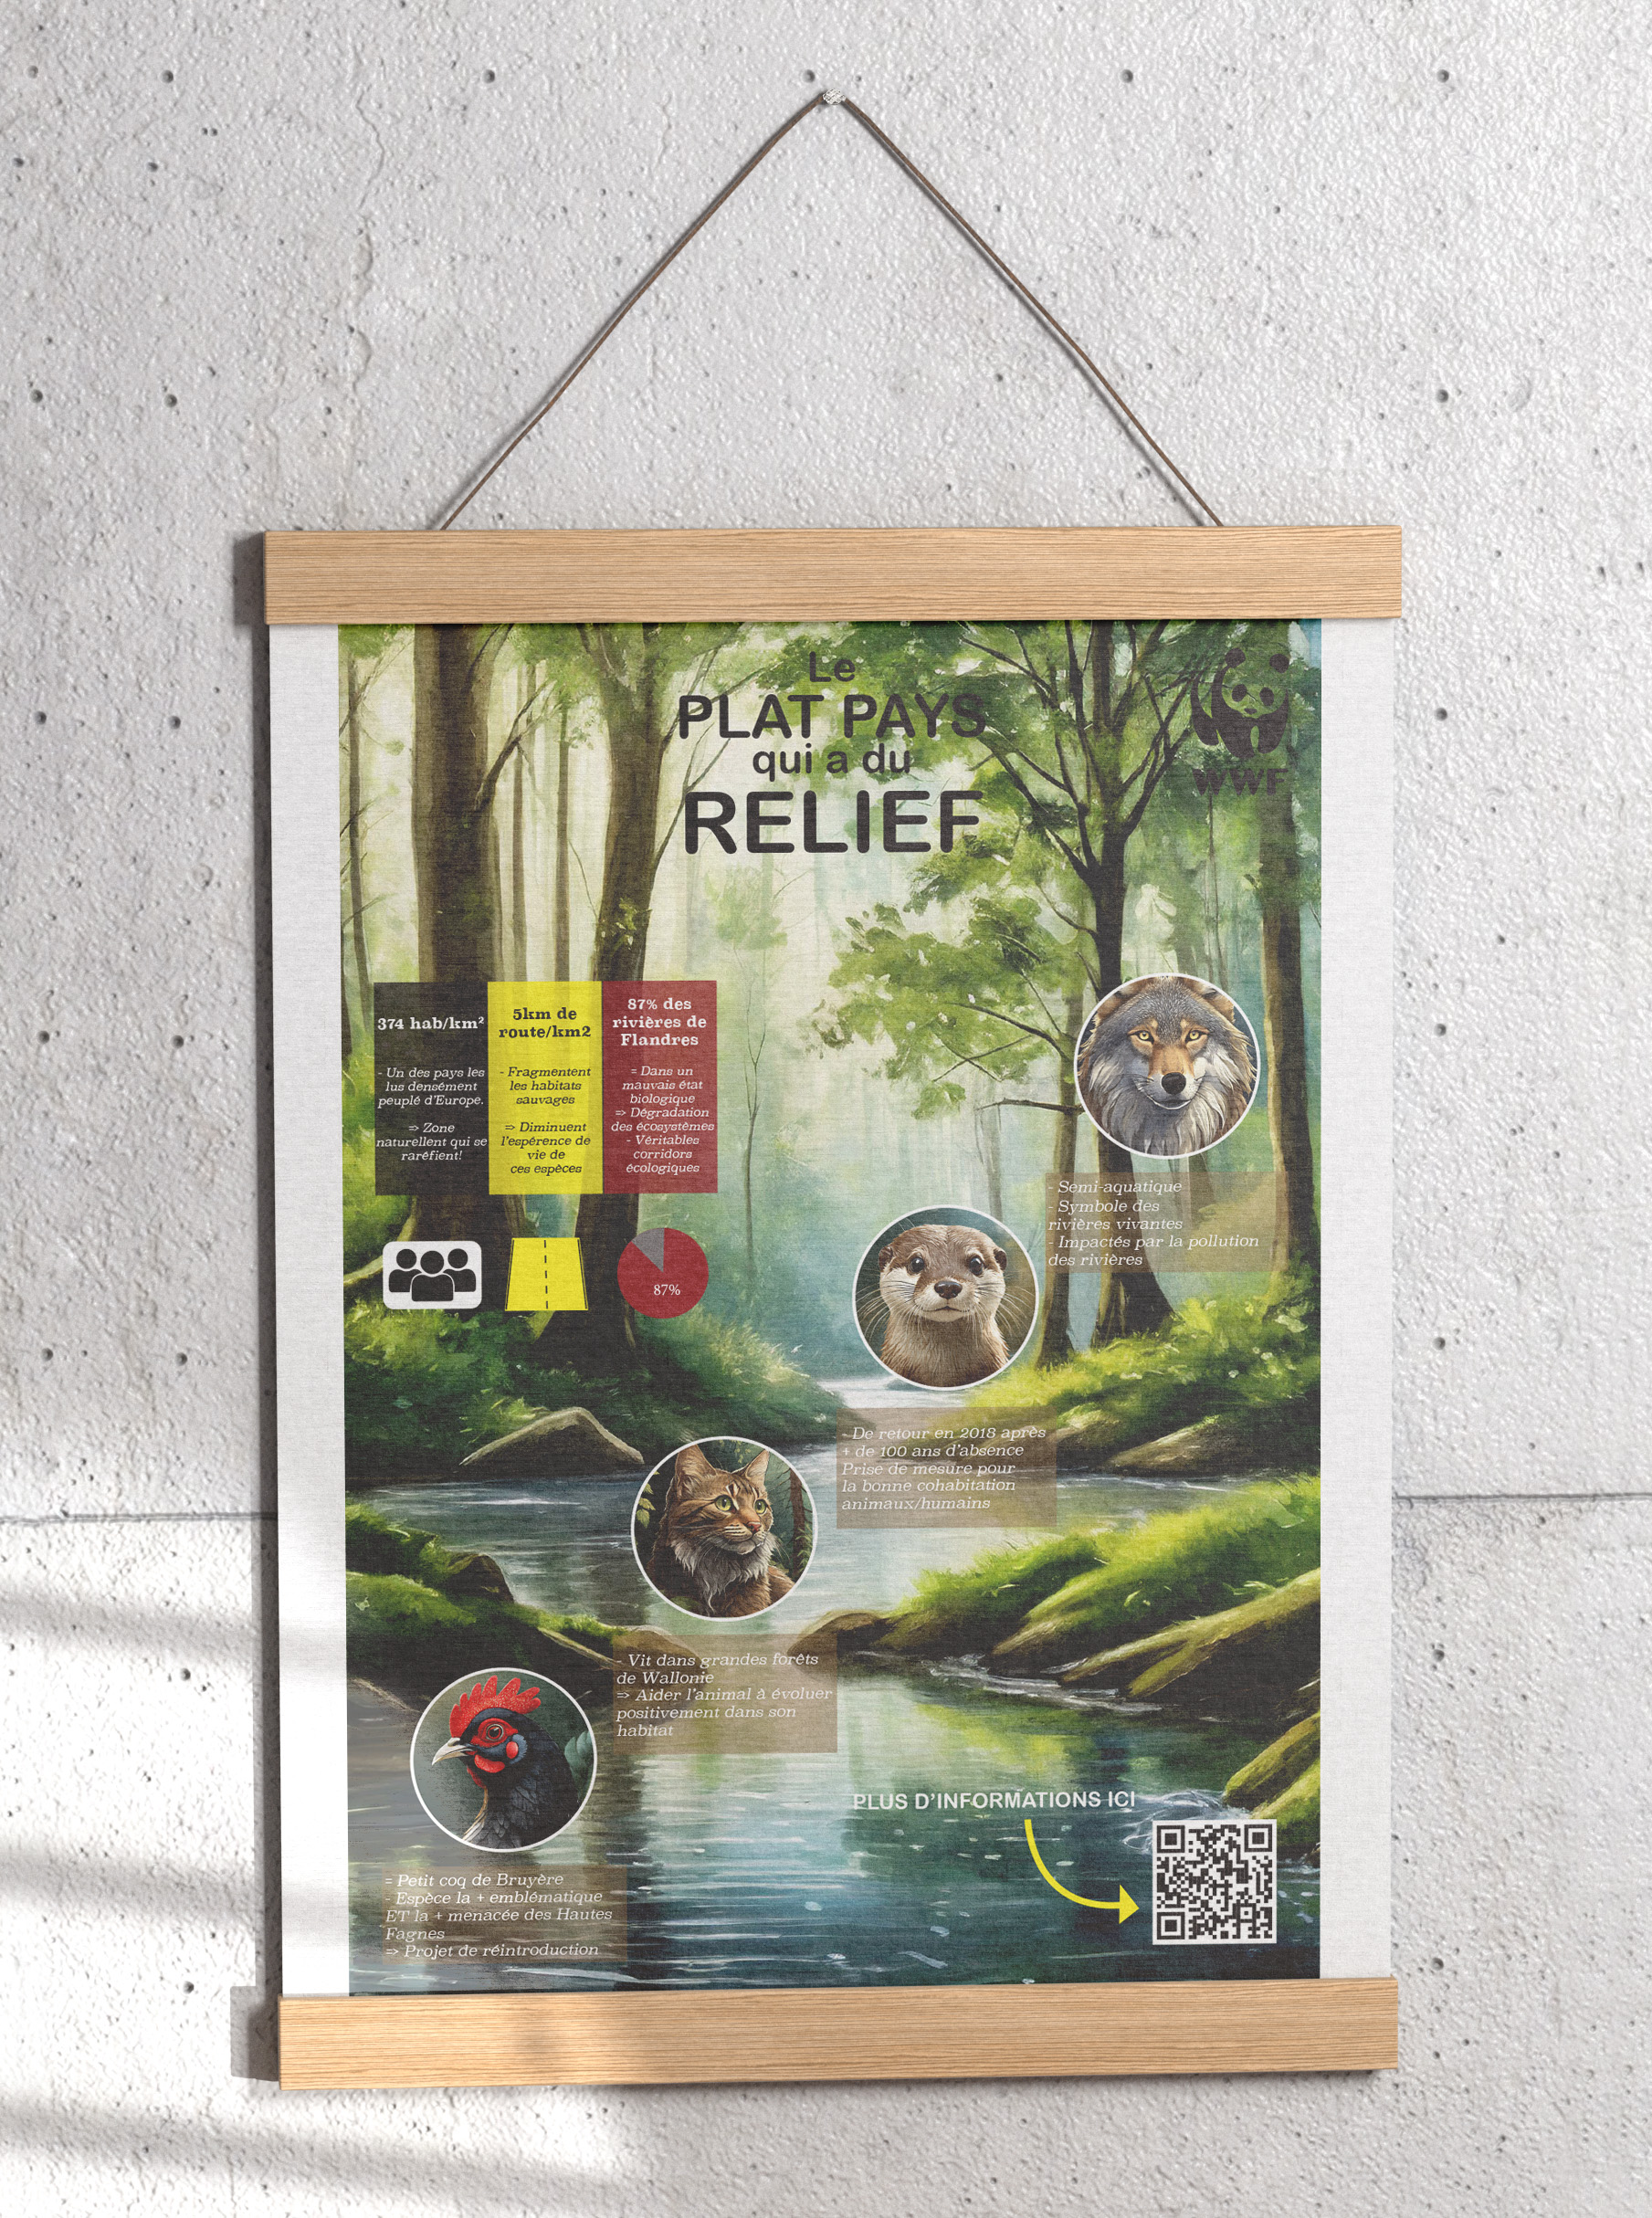 Le
PLAT PAYS
qui a du
RELIEF
WWF
374 hab/km²
- Un des pays les
lus densément
peuplé d'Europe.
=> Zone
naturellent qui se
raréfient!
5km de
route/km2
- Fragmentent
les habitats
sauvages
=> Diminuent
l'espérence de
vie de
ces espèces
87% des
rivières de
Flandres
= Dans un
mauvais état
biologique
=> Dégradation
des écosystèmes
- Véritables
corridors
écologiques
87%
- Semi-aquatique
- Symbole des
rivières vivantes
- Impactés par la pollution
des rivières
- De retour en 2018 après
+ de 100 ans d'absence
Prise de mesure pour
la bonne cohabitation
animaux/humains
- Vit dans grandes forêts
de Wallonie
=> Aider l'animal à évoluer
positivement dans son
habitat
= Petit coq de Bruyère
- Espèce la + emblématique
ET la + menacée des Hautes
Fagnes
=> Projet de réintroduction
PLUS D'INFORMATIONS ICI